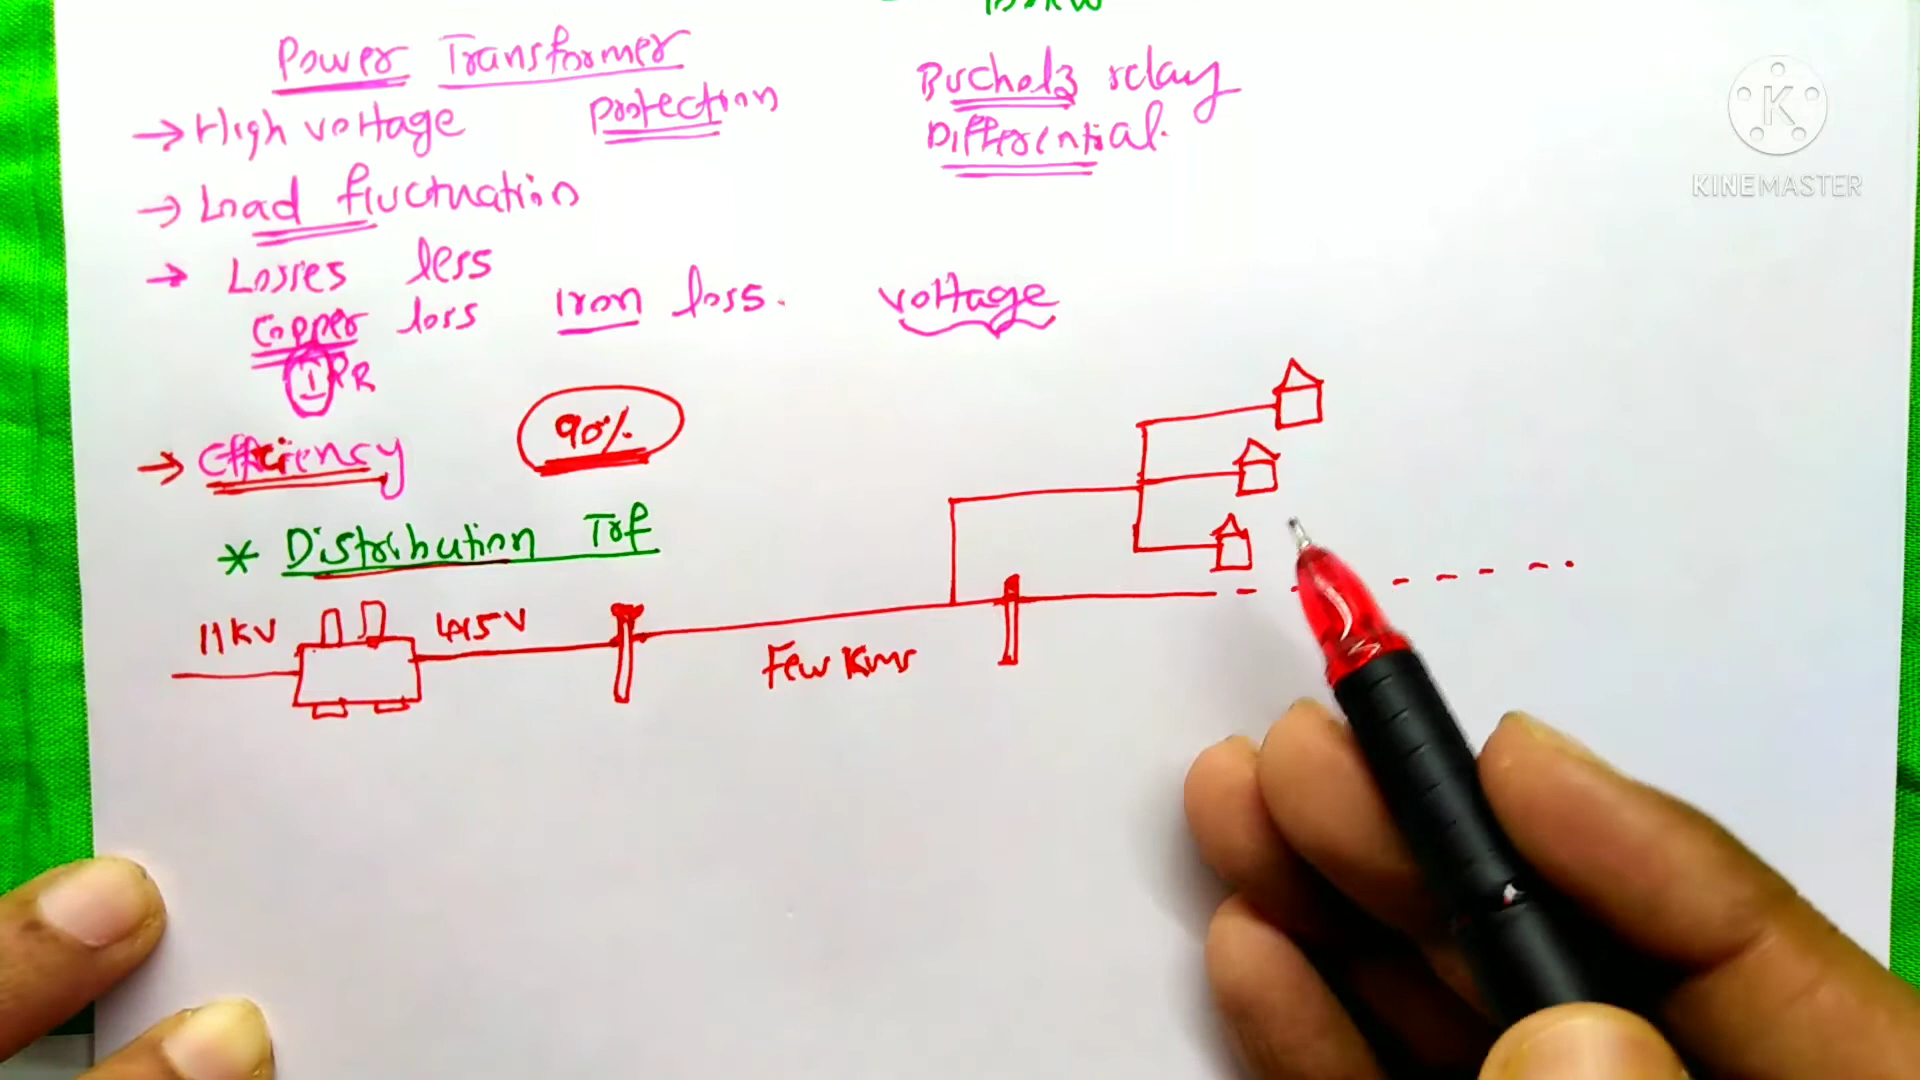 Power Transformer
→ High voltage protection
Bucholz relay
Differential.
→ Load fluctuation
→ Losses less
Copper loss Iron loss. voltage
I²R
→ Efficiency 90%
* Distribution Trf
11KV 415V
Few Kms
KINEMASTER